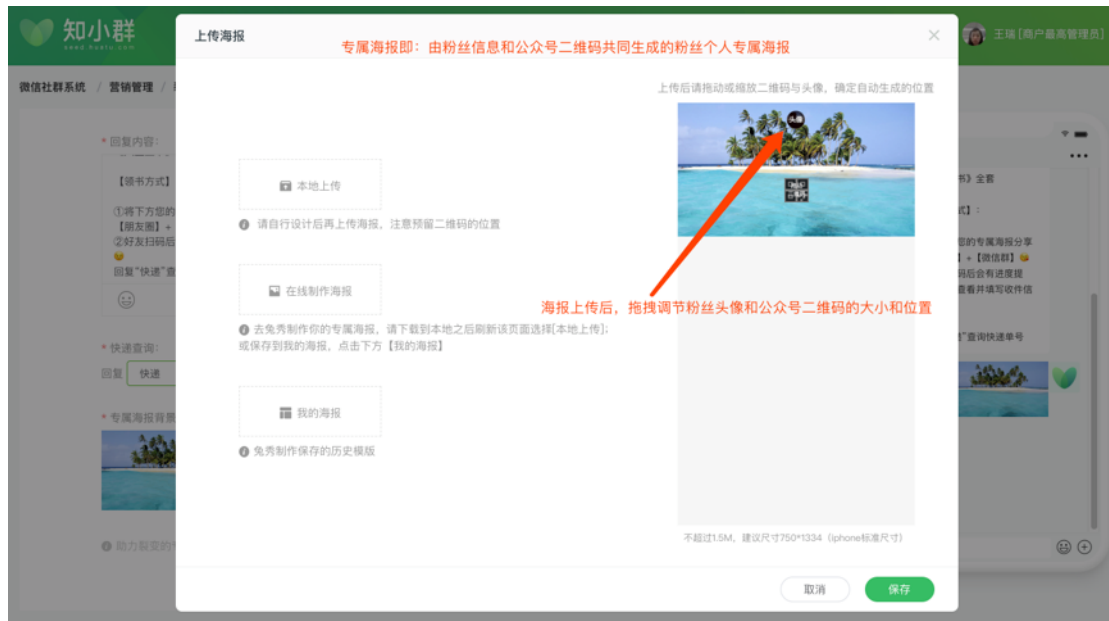 知小群
seed.huatu.com
王瑞 [商户最高管理员]
微信社群系统 / 营销管理 /
上传海报
专属海报即：由粉丝信息和公众号二维码共同生成的粉丝个人专属海报
上传后请拖动或缩放二维码与头像，确定自动生成的位置
头像
* 回复内容：
【领书方式】
①将下方您的
【朋友圈】+
②好友扫码后
回复"快递"查
* 快递查询：
回复 快递
* 专属海报背景
助力裂变的
本地上传
请自行设计后再上传海报，注意预留二维码的位置
在线制作海报
去兔秀制作你的专属海报，请下载到本地之后刷新该页面选择[本地上传]；
或保存到我的海报，点击下方【我的海报】
我的海报
兔秀制作保存的历史模版
海报上传后，拖拽调节粉丝头像和公众号二维码的大小和位置
不超过1.5M，建议尺寸750*1334（iphone标准尺寸）
取消
保存
书》全套
式】：
您的专属海报分享
】+【微信群】
码后会有进度提
查看并填写收件信
"查询快递单号